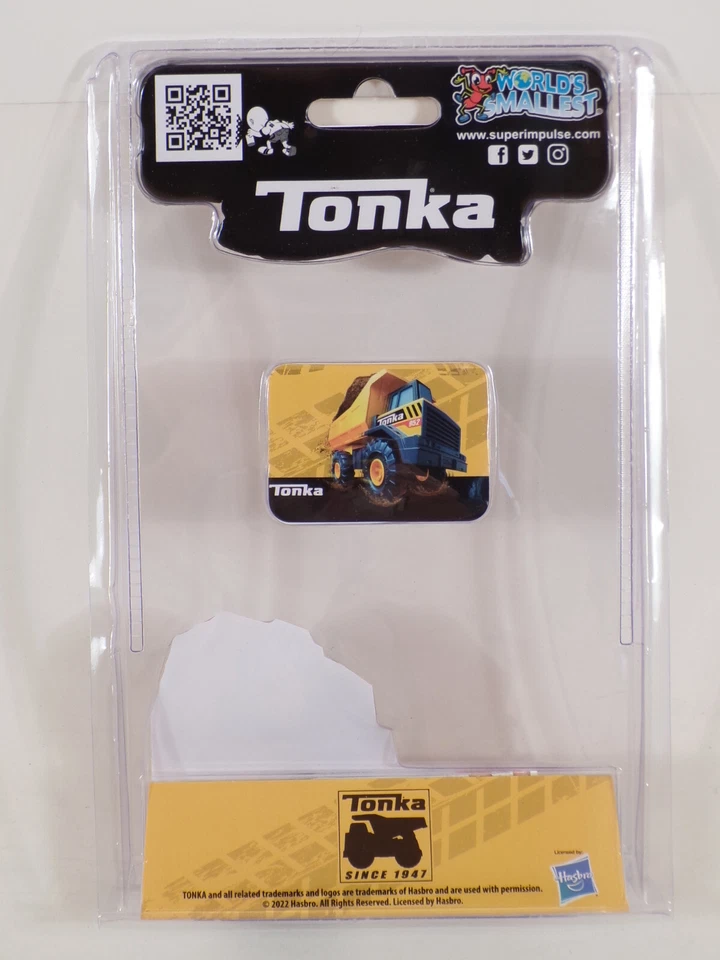 WORLD'S
SMALLEST
www.superimpulse.com
Tonka
Tonka
952
Tonka
Tonka
SINCE 1947
Licensed by:
Hasbro
TONKA and all related trademarks and logos are trademarks of Hasbro and are used with permission.
© 2022 Hasbro. All Rights Reserved. Licensed by Hasbro.